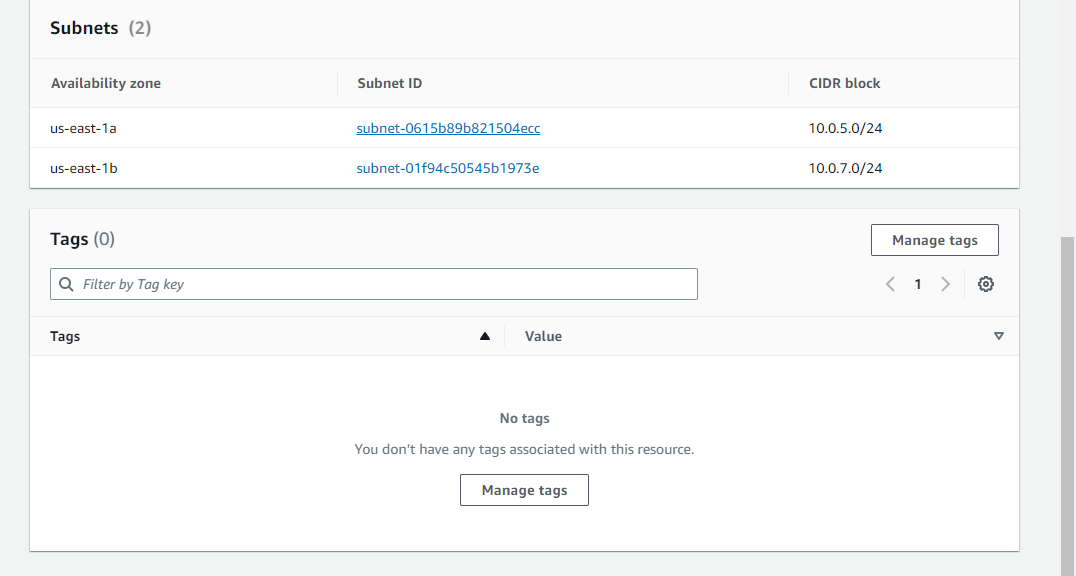 Subnets (2)
Availability zone Subnet ID CIDR block
us-east-1a subnet-0615b89b821504ecc 10.0.5.0/24
us-east-1b subnet-01f94c50545b1973e 10.0.7.0/24
Tags (0) Manage tags
Filter by Tag key 1
Tags Value
No tags
You don’t have any tags associated with this resource.
Manage tags